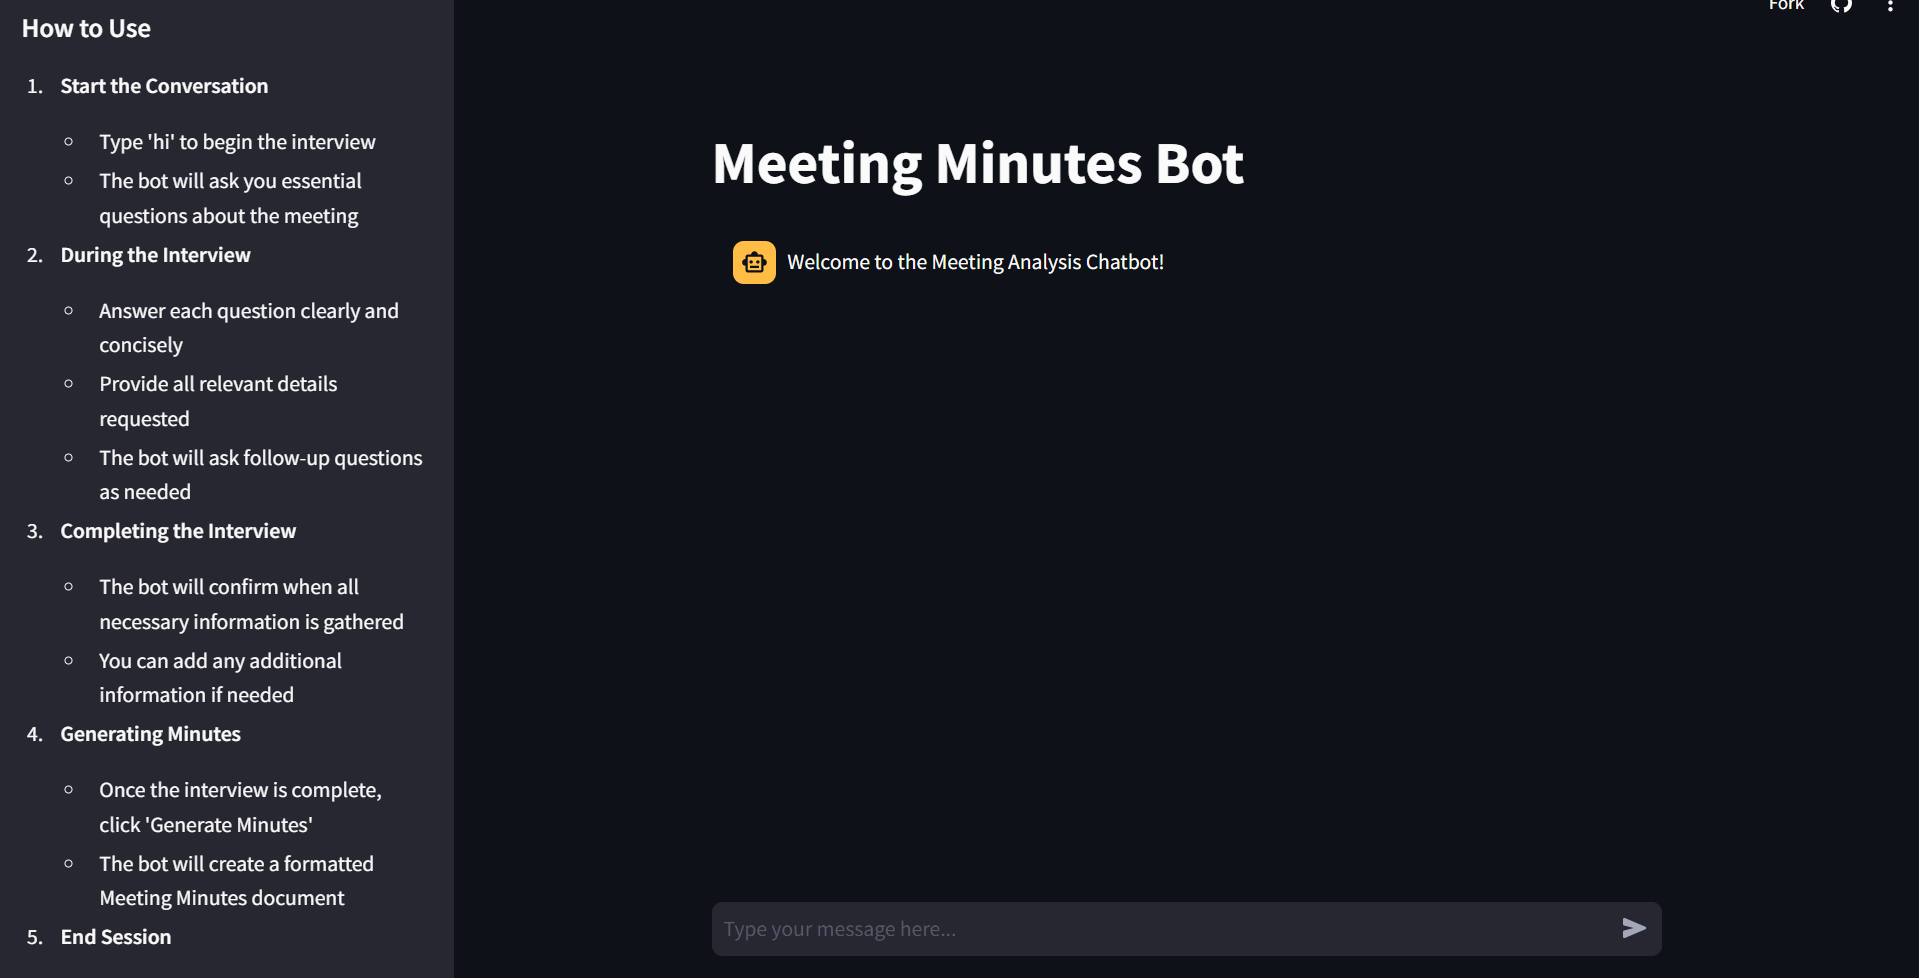 How to Use
1. Start the Conversation
Type 'hi' to begin the interview
The bot will ask you essential
questions about the meeting
2. During the Interview
Answer each question clearly and
concisely
Provide all relevant details
requested
The bot will ask follow-up questions
as needed
3. Completing the Interview
The bot will confirm when all
necessary information is gathered
You can add any additional
information if needed
4. Generating Minutes
Once the interview is complete,
click 'Generate Minutes'
The bot will create a formatted
Meeting Minutes document
5. End Session
Fork
Meeting Minutes Bot
Welcome to the Meeting Analysis Chatbot!
Type your message here...